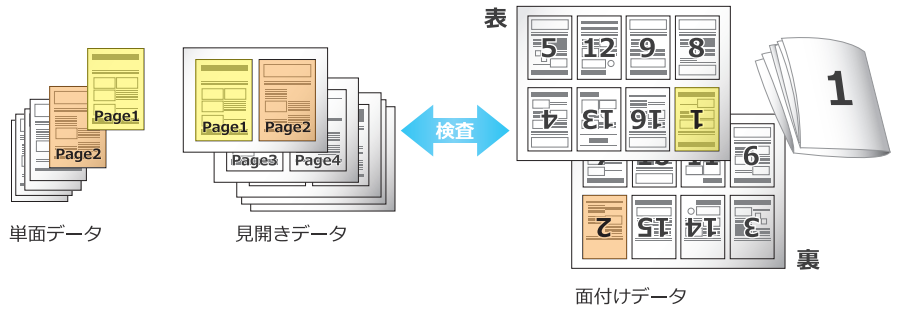 Page1
Page2
単面データ
Page1 Page2
Page3 Page4
見開きデータ
検査
表
5 12 9 8
4 13 16 1
6
2 15 14 3
裏
面付けデータ
1